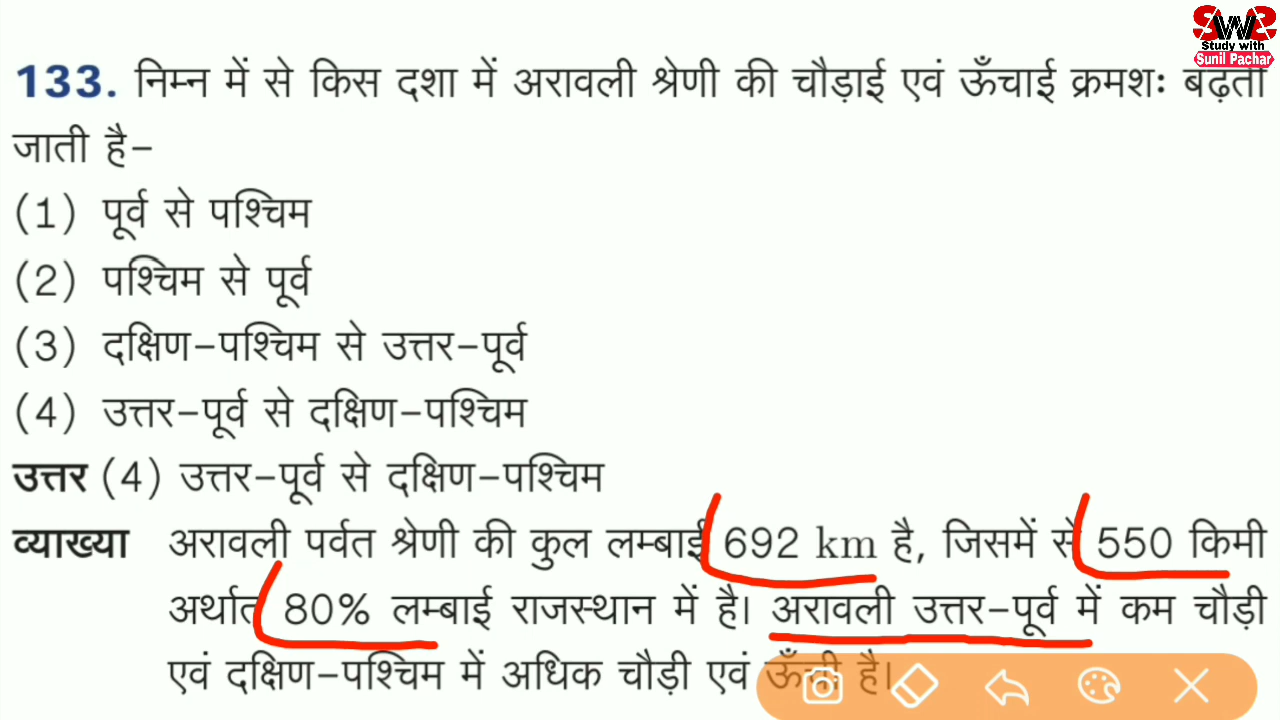 SWS
Study with
Sunil Pachar
133. निम्न में से किस दशा में अरावली श्रेणी की चौड़ाई एवं ऊँचाई क्रमशः बढ़ती
जाती है–
(1) पूर्व से पश्चिम
(2) पश्चिम से पूर्व
(3) दक्षिण–पश्चिम से उत्तर–पूर्व
(4) उत्तर–पूर्व से दक्षिण–पश्चिम
उत्तर (4) उत्तर–पूर्व से दक्षिण–पश्चिम
व्याख्या अरावली पर्वत श्रेणी की कुल लम्बाई 692 km है, जिसमें से 550 किमी
अर्थात 80% लम्बाई राजस्थान में है। अरावली उत्तर–पूर्व में कम चौड़ी
एवं दक्षिण–पश्चिम में अधिक चौड़ी एवं ऊँची है।